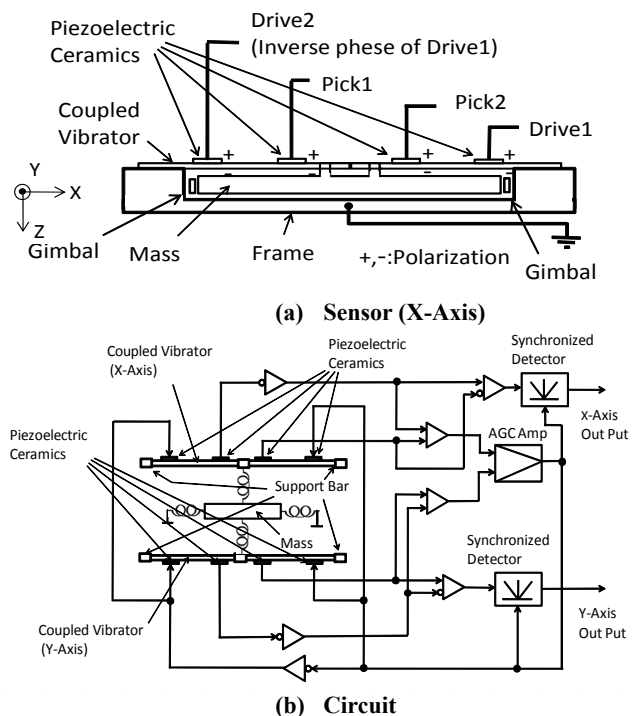 Piezoelectric
Ceramics
Drive2
(Inverse phese of Drive1)
Pick1
Pick2
Coupled
Vibrator
Drive1
+
+
+
+
-
-
-
-
Y
X
Z
Gimbal
Mass
Frame
+,-:Polarization
Gimbal
(a) Sensor (X-Axis)
Coupled Vibrator
(X-Axis)
Piezoelectric
Ceramics
Synchronized
Detector
X-Axis
Out Put
AGC Amp
Piezoelectric
Ceramics
Support Bar
Mass
Synchronized
Detector
Coupled Vibrator
(Y-Axis)
Y-Axis
Out Put
(b) Circuit